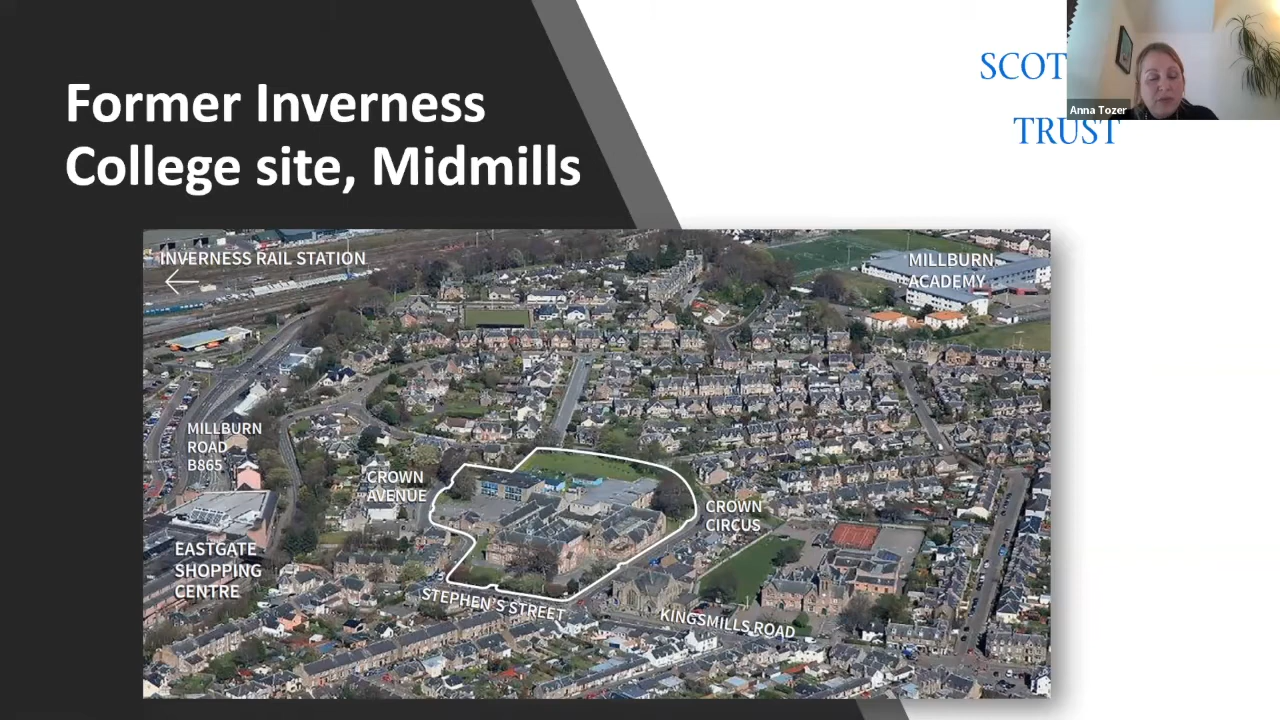 Former Inverness
College site, Midmills
SCOT
TRUST
Anna Tozer
INVERNESS RAIL STATION
MILLBURN
ACADEMY
MILLBURN
ROAD
B865
CROWN
AVENUE
CROWN
CIRCUS
EASTGATE
SHOPPING
CENTRE
STEPHEN'S STREET
KINGSMILLS ROAD